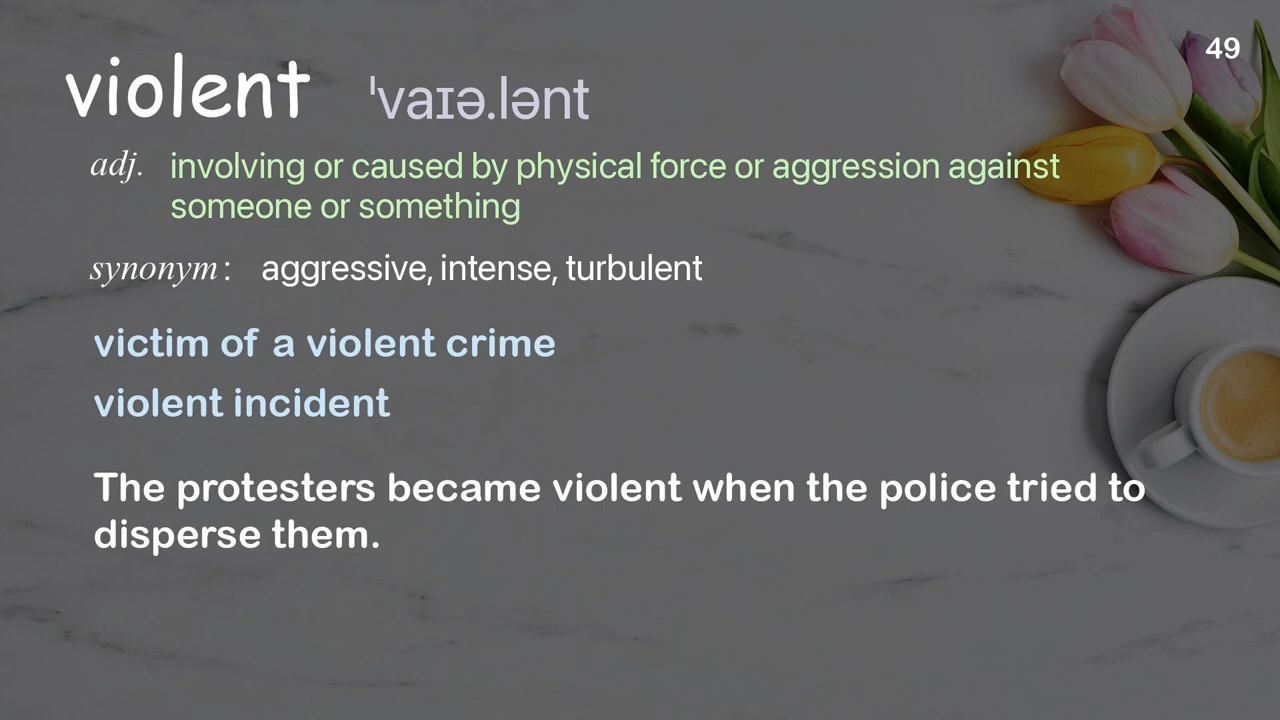 49
violent ˈvaɪə.lənt
adj. involving or caused by physical force or aggression against
someone or something
synonym: aggressive, intense, turbulent
victim of a violent crime
violent incident
The protesters became violent when the police tried to
disperse them.